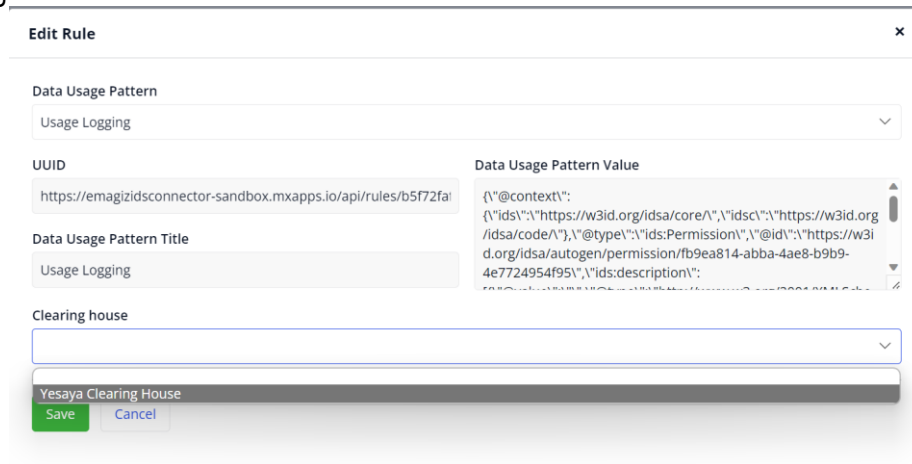 Edit Rule
×
Data Usage Pattern
Usage Logging
UUID
https://emagizidsconnector-sandbox.mxapps.io/api/rules/b5f72faf
Data Usage Pattern Value
{\"@context\":
{\"ids\":\"https://w3id.org/idsa/core/\",\"idsc\":\"https://w3id.org
/idsa/code/\"},\"@type\":\"ids:Permission\",\"@id\":\"https://w3i
d.org/idsa/autogen/permission/fb9ea814-abba-4ae8-b9b9-
4e7724954f95\",\"ids:description\":
Data Usage Pattern Title
Usage Logging
Clearing house
Yesaya Clearing House
Save
Cancel